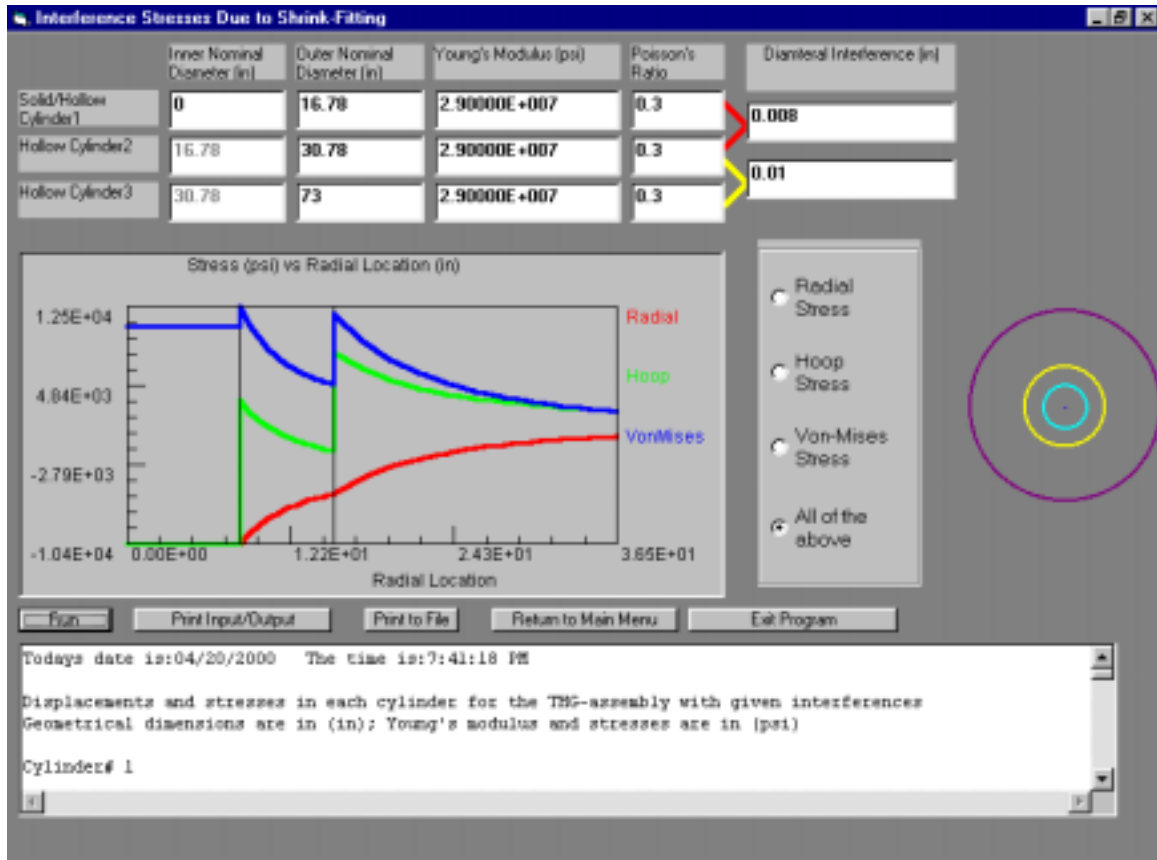 Interference Stresses Due to Shrink-Fitting
Inner Nominal Diameter (in)
Outer Nominal Diameter (in)
Young's Modulus (psi)
Poisson's Ratio
Diamteral Interference (in)
Solid/Hollow Cylinder1
0
16.78
2.90000E+007
0.3
0.008
Hollow Cylinder2
16.78
30.78
2.90000E+007
0.3
0.01
Hollow Cylinder3
30.78
73
2.90000E+007
0.3
Stress (psi) vs Radial Location (in)
1.25E+04
4.84E+03
-2.79E+03
-1.04E+04
0.00E+00
1.22E+01
2.43E+01
3.65E+01
Radial Location
Radial
Hoop
VonMises
Radial Stress
Hoop Stress
Von-Mises Stress
All of the above
Run
Print Input/Output
Print to File
Return to Main Menu
Exit Program
Todays date is:04/20/2000 The time is:7:41:18 PM
Displacements and stresses in each cylinder for the THG-assembly with given interferences
Geometrical dimensions are in (in); Young's modulus and stresses are in (psi)
Cylinder# 1